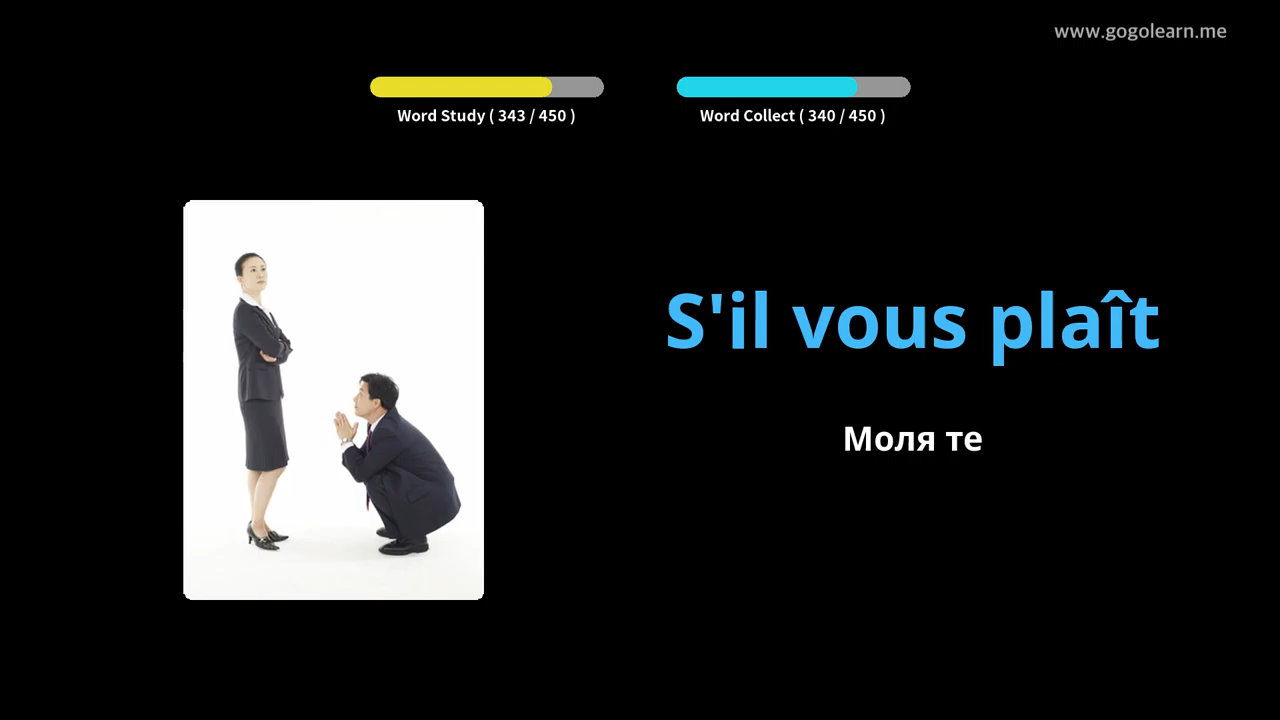 www.gogolearn.me
Word Study ( 343 / 450 )
Word Collect ( 340 / 450 )
S'il vous plaît
Моля те